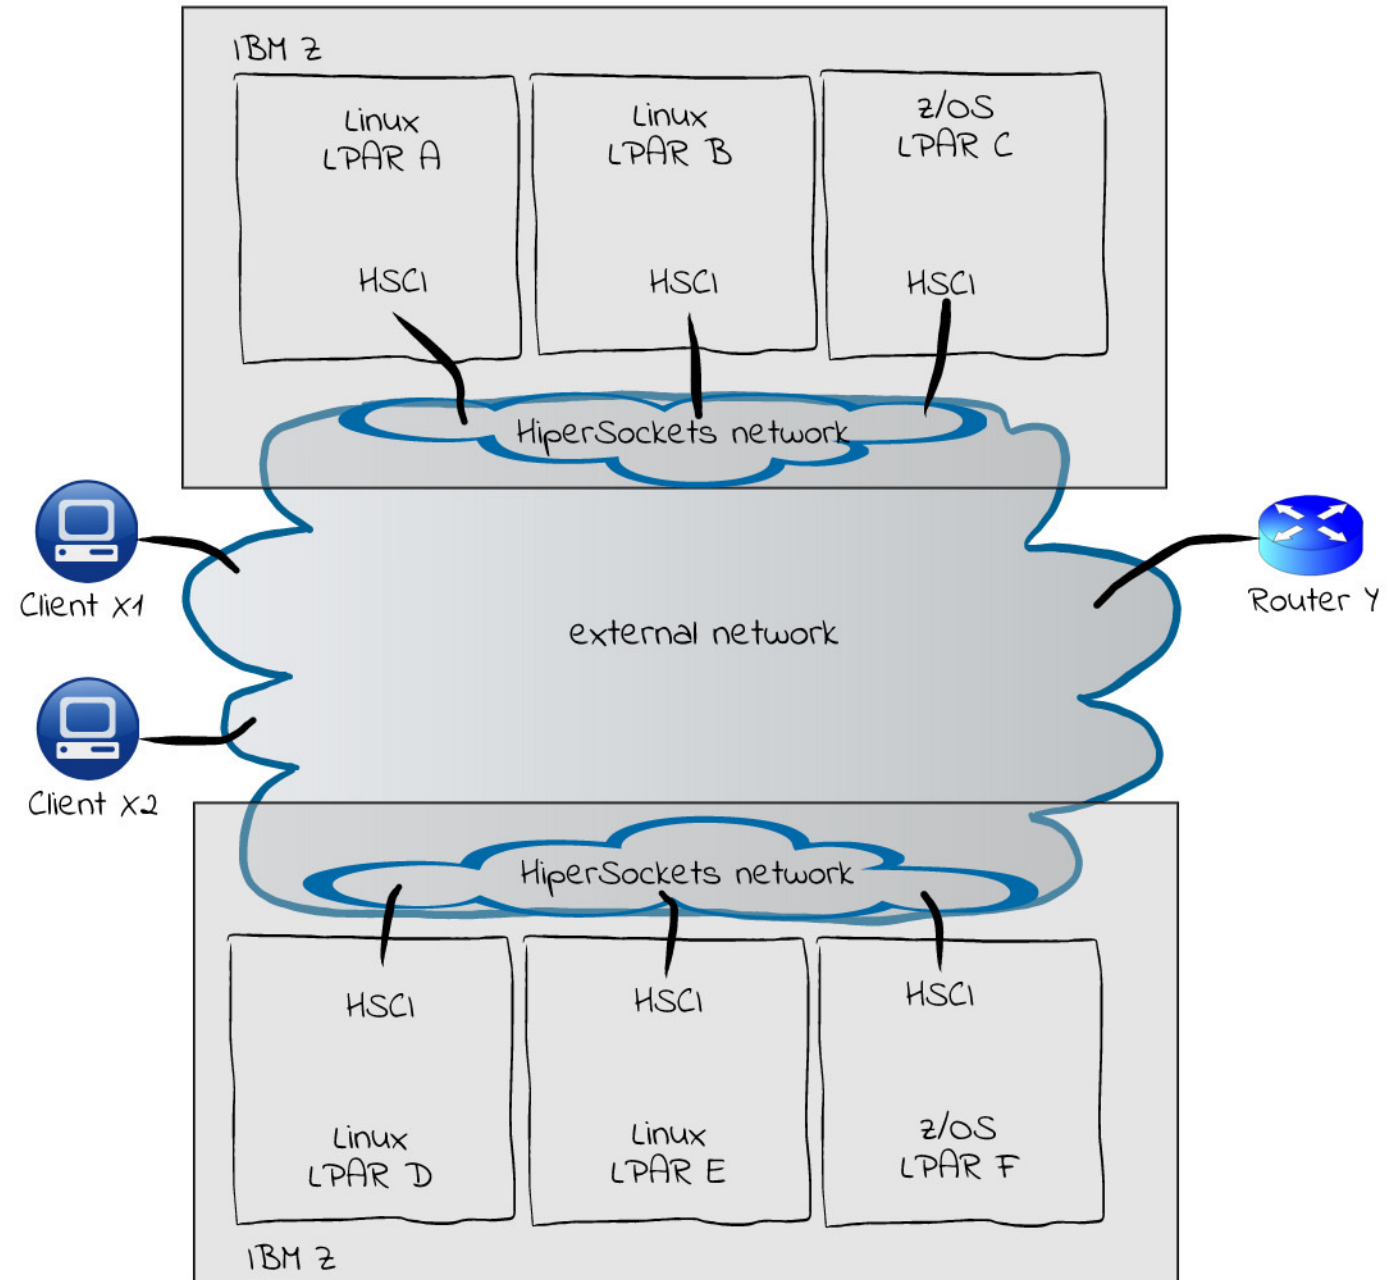 IBM Z
Linux
LPAR A
Linux
LPAR B
z/OS
LPAR C
HSCI
HSCI
HSCI
HiperSockets network
Client X1
Router Y
external network
Client X2
HiperSockets network
HSCI
HSCI
HSCI
Linux
LPAR D
Linux
LPAR E
z/OS
LPAR F
IBM Z